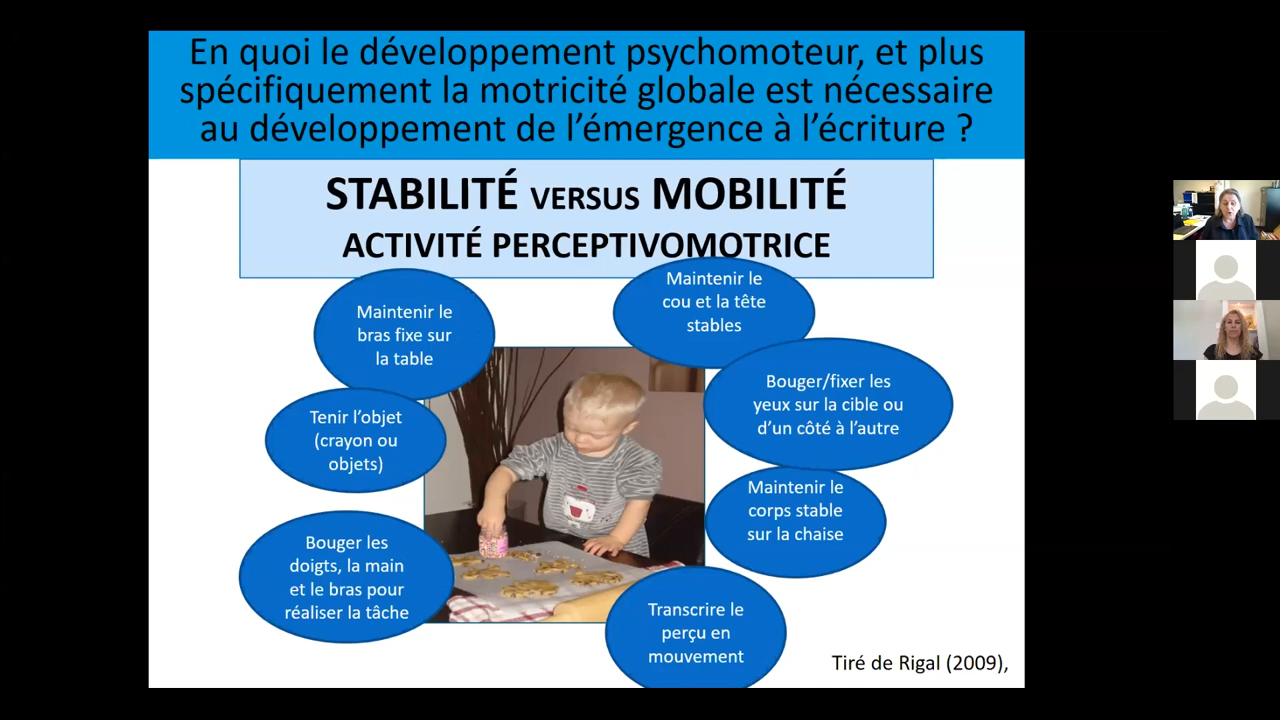 En quoi le développement psychomoteur, et plus
spécifiquement la motricité globale est nécessaire
au développement de l’émergence à l’écriture ?
STABILITÉ VERSUS MOBILITÉ
ACTIVITÉ PERCEPTIVOMOTRICE
Maintenir le
bras fixe sur
la table
Maintenir le
cou et la tête
stables
Tenir l’objet
(crayon ou
objets)
Bouger/fixer les
yeux sur la cible ou
d’un côté à l’autre
Maintenir le
corps stable
sur la chaise
Bouger les
doigts, la main
et le bras pour
réaliser la tâche
Transcrire le
perçu en
mouvement
Tiré de Rigal (2009),